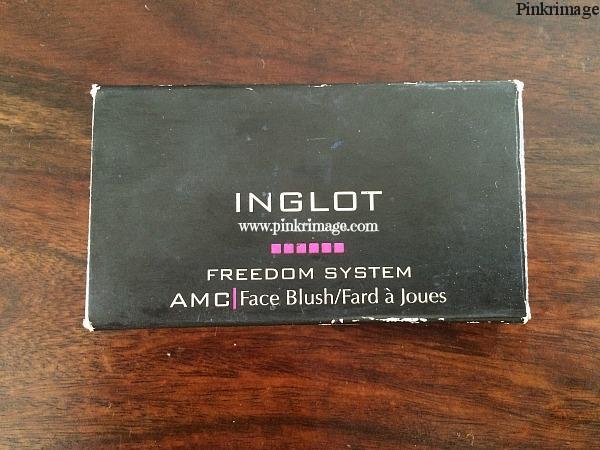 Pinkrimage
INGLOT
www.pinkrimage.com
FREEDOM SYSTEM
AMC|Face Blush/Fard à Joues